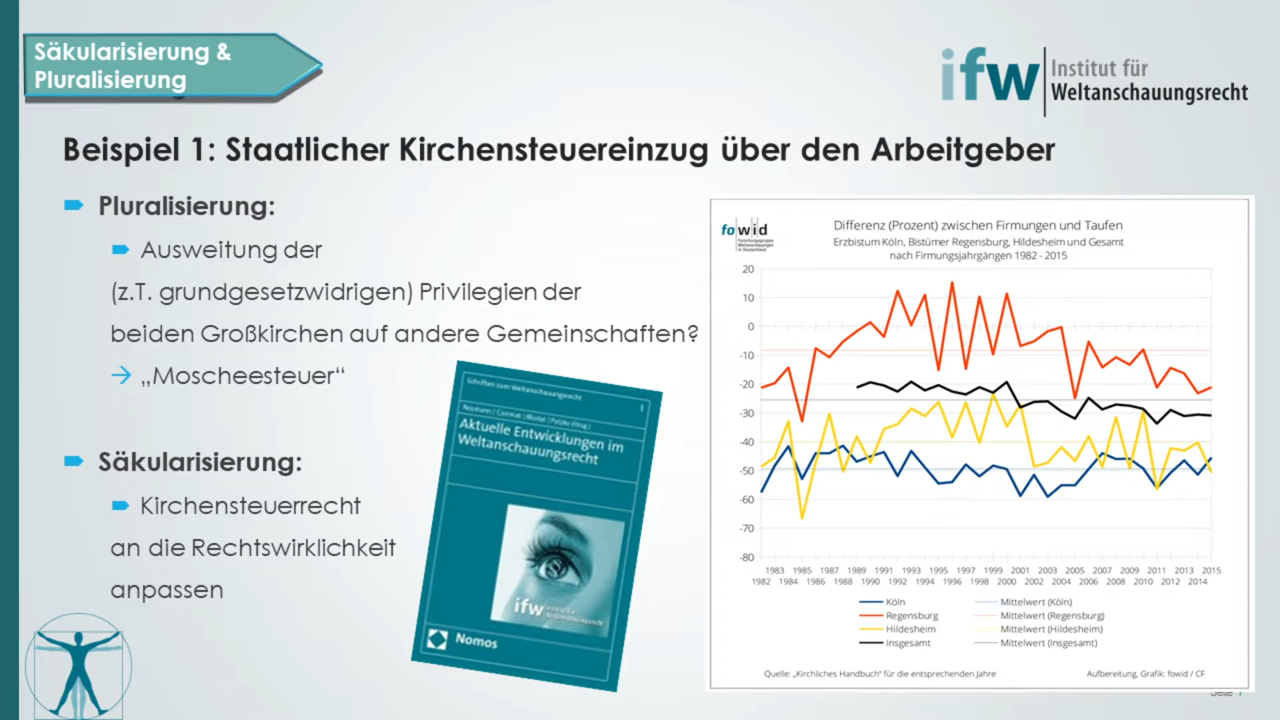 Säkularisierung &
Pluralisierung
ifw
Institut für
Weltanschauungsrecht
Beispiel 1: Staatlicher Kirchensteuereinzug über den Arbeitgeber
Pluralisierung:
Ausweitung der
(z.T. grundgesetzwidrigen) Privilegien der
beiden Großkirchen auf andere Gemeinschaften?
→ „Moscheesteuer“
Säkularisierung:
Kirchensteuerrecht
an die Rechtswirklichkeit
anpassen
Schriften zum Weltanschauungsrecht 1
Aktuelle Entwicklungen im
Weltanschauungsrecht
ifw
Nomos
fowid
Forschungsgruppe
Weltanschauungen
in Deutschland
Differenz (Prozent) zwischen Firmungen und Taufen
Erzbistum Köln, Bistümer Regensburg, Hildesheim und Gesamt
nach Firmungsjahrgängen 1982 - 2015
20
10
0
-10
-20
-30
-40
-50
-60
-70
-80
1983 1985 1987 1989 1991 1993 1995 1997 1999 2001 2003 2005 2007 2009 2011 2013 2015
1982 1984 1986 1988 1990 1992 1994 1996 1998 2000 2002 2004 2006 2008 2010 2012 2014
Köln Mittelwert (Köln)
Regensburg Mittelwert (Regensburg)
Hildesheim Mittelwert (Hildesheim)
Insgesamt Mittelwert (Insgesamt)
Quelle: „Kirchliches Handbuch“ für die entsprechenden Jahre Aufbereitung, Grafik: fowid / CF